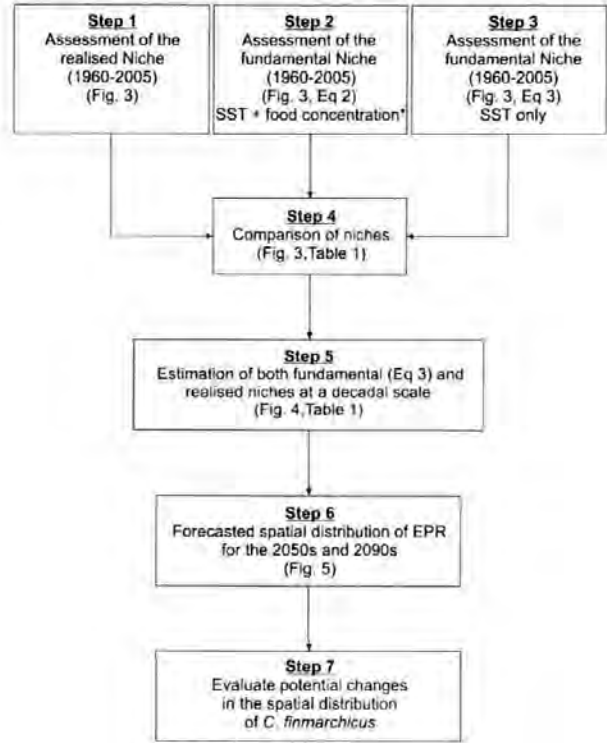 Step 1
Assessment of the
realised Niche
(1960-2005)
(Fig. 3)
Step 2
Assessment of the
fundamental Niche
(1960-2005)
(Fig. 3, Eq 2)
SST + food concentration*
Step 3
Assessment of the
fundamental Niche
(1960-2005)
(Fig. 3, Eq 3)
SST only
Step 4
Comparison of niches
(Fig. 3,Table 1)
Step 5
Estimation of both fundamental (Eq 3) and
realised niches at a decadal scale
(Fig. 4,Table 1)
Step 6
Forecasted spatial distribution of EPR
for the 2050s and 2090s
(Fig. 5)
Step 7
Evaluate potential changes
in the spatial distribution
of C. finmarchicus